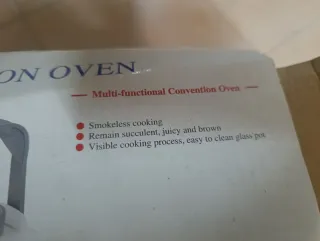 ON OVEN
— Multi-functional Convention Oven —
Smokeless cooking
Remain succulent, juicy and brown
Visible cooking process, easy to clean glass pot